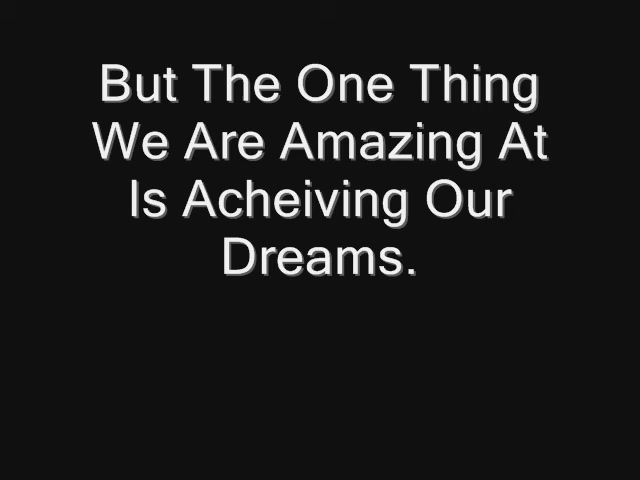 But The One Thing
We Are Amazing At
Is Acheiving Our
Dreams.